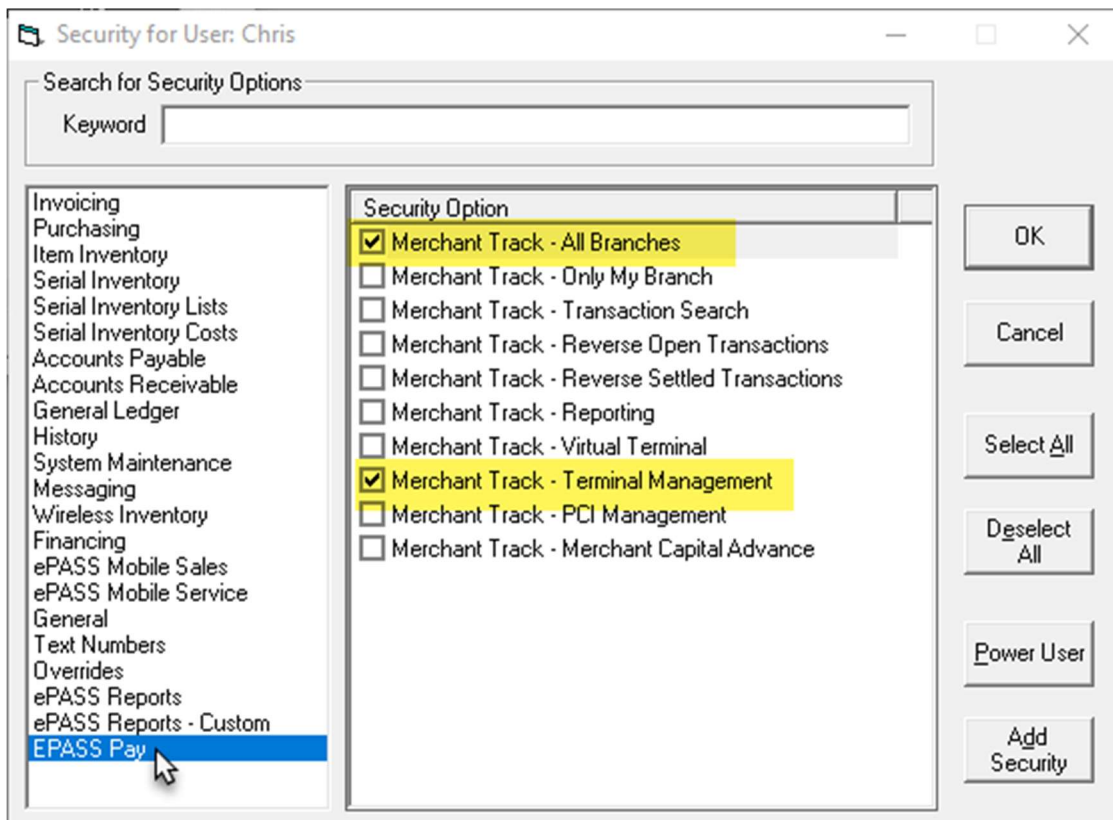 Security for User: Chris
Search for Security Options
Keyword
Invoicing
Purchasing
Item Inventory
Serial Inventory
Serial Inventory Lists
Serial Inventory Costs
Accounts Payable
Accounts Receivable
General Ledger
History
System Maintenance
Messaging
Wireless Inventory
Financing
ePASS Mobile Sales
ePASS Mobile Service
General
Text Numbers
Overrides
ePASS Reports
ePASS Reports - Custom
EPASS Pay
Security Option
Merchant Track - All Branches
Merchant Track - Only My Branch
Merchant Track - Transaction Search
Merchant Track - Reverse Open Transactions
Merchant Track - Reverse Settled Transactions
Merchant Track - Reporting
Merchant Track - Virtual Terminal
Merchant Track - Terminal Management
Merchant Track - PCI Management
Merchant Track - Merchant Capital Advance
OK
Cancel
Select All
Deselect
All
Power User
Add
Security